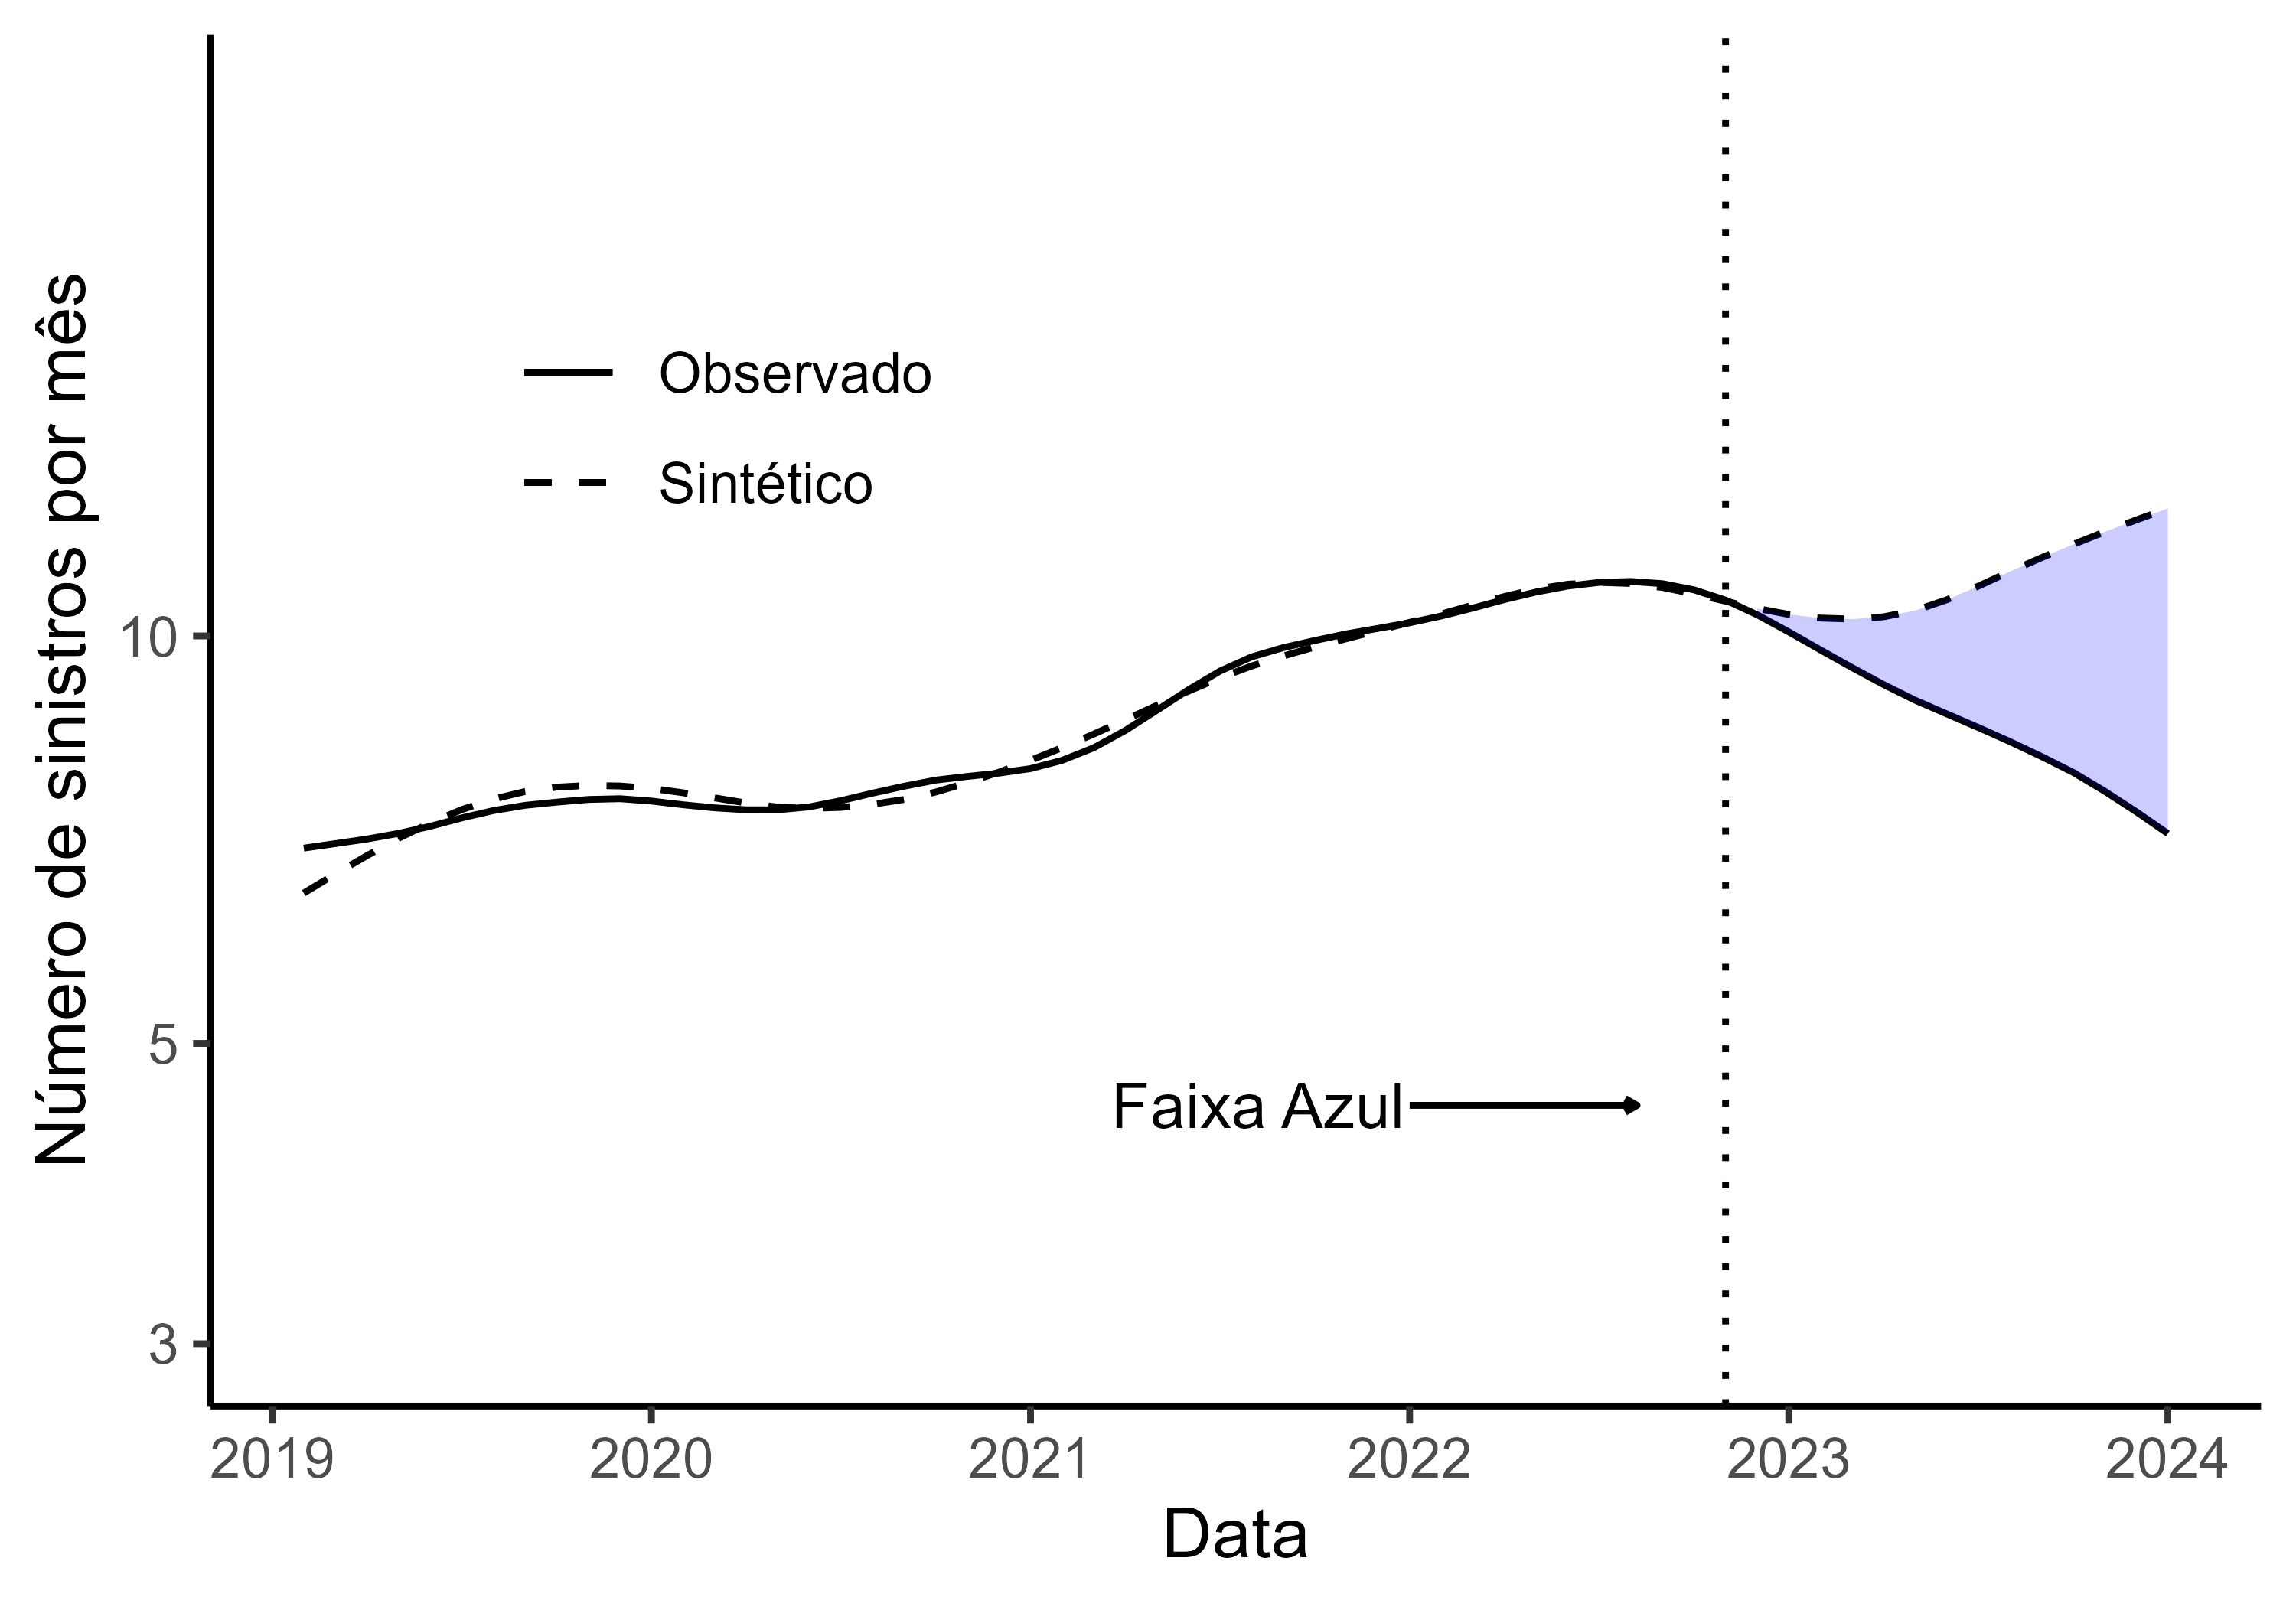 Número de sinistros por mês
Observado
Sintético
10
5
3
Faixa Azul
2019
2020
2021
2022
2023
2024
Data